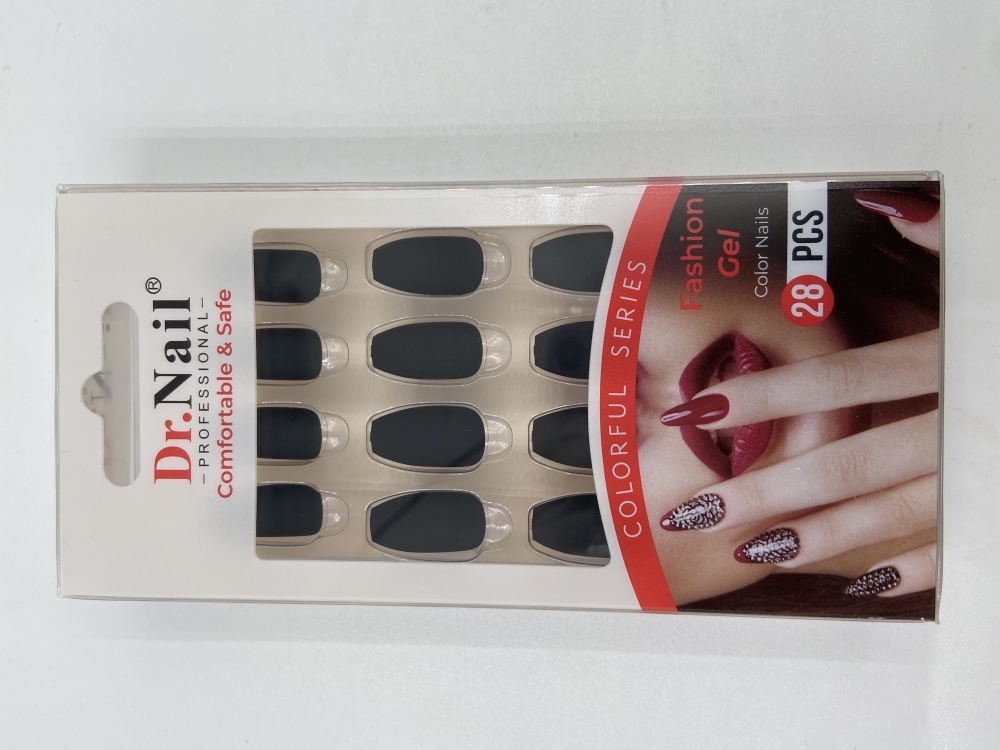 Dr.Nail®
-PROFESSIONAL-
Comfortable & Safe
COLORFUL SERIES
Fashion
Gel
Color Nails
28 PCS